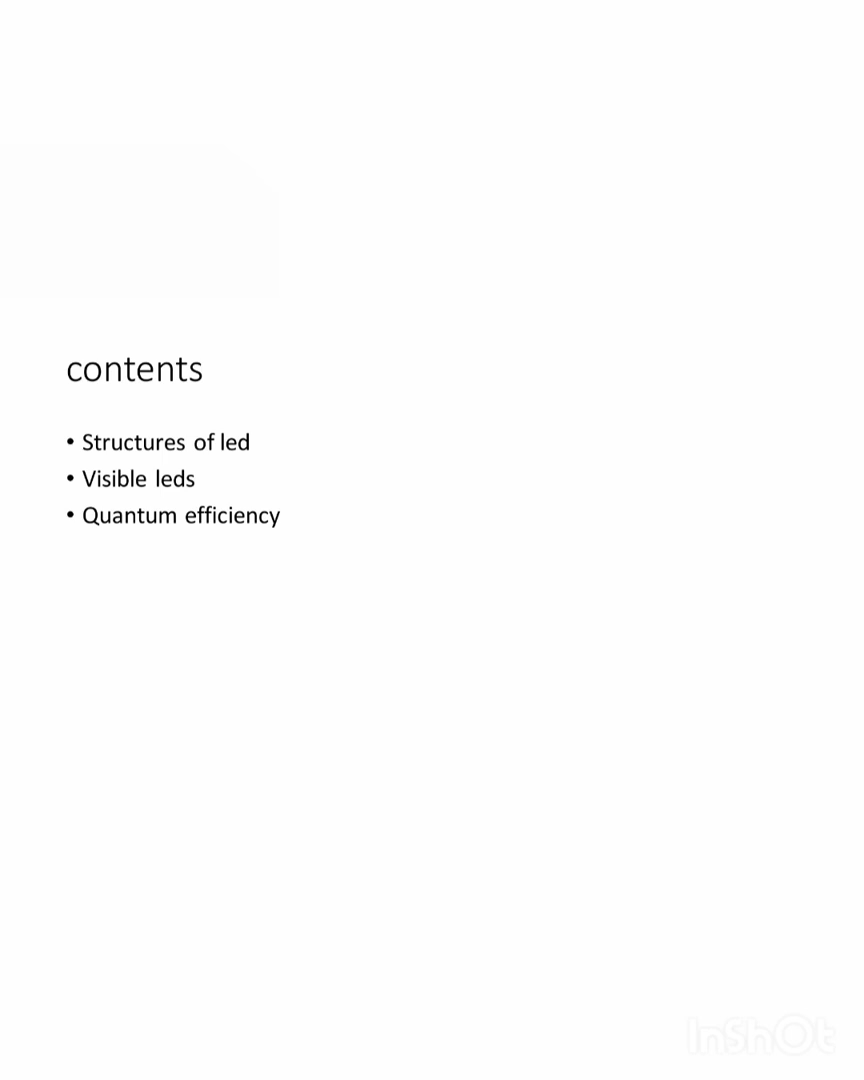 contents
• Structures of led
• Visible leds
• Quantum efficiency
InShOt